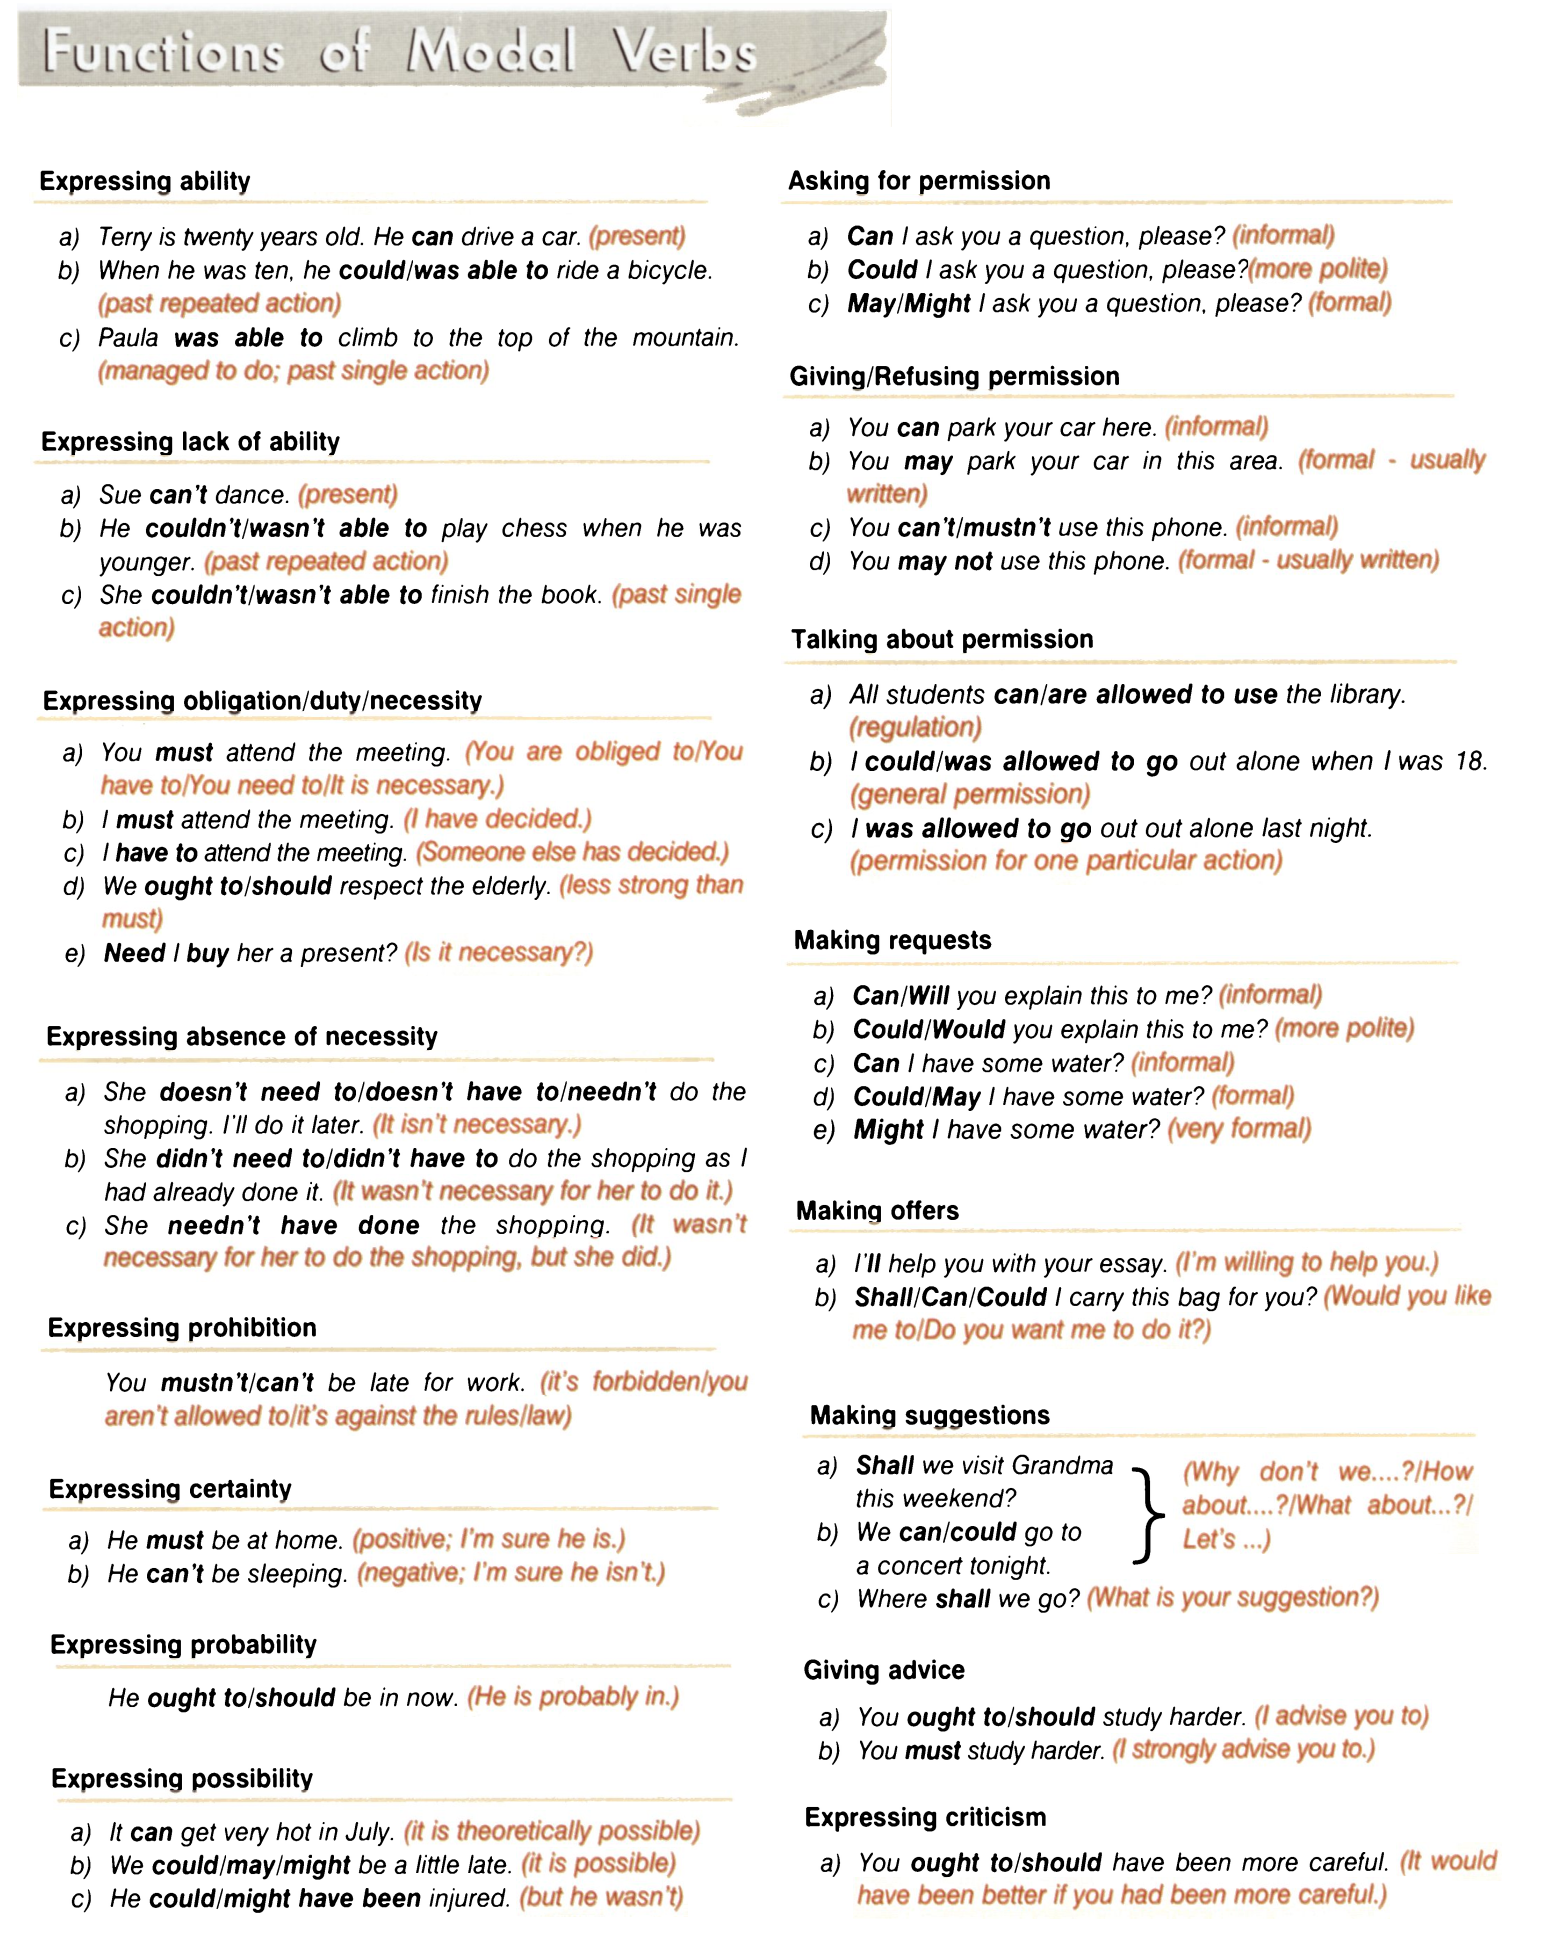 Functions of Modal Verbs
Expressing ability
a) Terry is twenty years old. He can drive a car. (present)
b) When he was ten, he could/was able to ride a bicycle.
(past repeated action)
c) Paula was able to climb to the top of the mountain.
(managed to do; past single action)
Expressing lack of ability
a) Sue can't dance. (present)
b) He couldn't/wasn't able to play chess when he was
younger. (past repeated action)
c) She couldn't/wasn't able to finish the book. (past single
action)
Expressing obligation/duty/necessity
a) You must attend the meeting. (You are obliged to/You
have to/You need to/It is necessary.)
b) I must attend the meeting. (I have decided.)
c) I have to attend the meeting. (Someone else has decided.)
d) We ought to/should respect the elderly. (less strong than
must)
e) Need I buy her a present? (Is it necessary?)
Expressing absence of necessity
a) She doesn't need to/doesn't have to/needn't do the
shopping. I'll do it later. (It isn't necessary.)
b) She didn't need to/didn't have to do the shopping as I
had already done it. (It wasn't necessary for her to do it.)
c) She needn't have done the shopping. (It wasn't
necessary for her to do the shopping, but she did.)
Expressing prohibition
You mustn't/can't be late for work. (it's forbidden/you
aren't allowed to/it's against the rules/law)
Expressing certainty
a) He must be at home. (positive; I'm sure he is.)
b) He can't be sleeping. (negative; I'm sure he isn't.)
Expressing probability
He ought to/should be in now. (He is probably in.)
Expressing possibility
a) It can get very hot in July. (it is theoretically possible)
b) We could/may/might be a little late. (it is possible)
c) He could/might have been injured. (but he wasn't)
Asking for permission
a) Can I ask you a question, please? (informal)
b) Could I ask you a question, please?(more polite)
c) May/Might I ask you a question, please? (formal)
Giving/Refusing permission
a) You can park your car here. (informal)
b) You may park your car in this area. (formal - usually
written)
c) You can't/mustn't use this phone. (informal)
d) You may not use this phone. (formal - usually written)
Talking about permission
a) All students can/are allowed to use the library.
(regulation)
b) I could/was allowed to go out alone when I was 18.
(general permission)
c) I was allowed to go out out alone last night.
(permission for one particular action)
Making requests
a) Can/Will you explain this to me? (informal)
b) Could/Would you explain this to me? (more polite)
c) Can I have some water? (informal)
d) Could/May I have some water? (formal)
e) Might I have some water? (very formal)
Making offers
a) I'll help you with your essay. (I'm willing to help you.)
b) Shall/Can/Could I carry this bag for you? (Would you like
me to/Do you want me to do it?)
Making suggestions
a) Shall we visit Grandma
this weekend?
b) We can/could go to
a concert tonight.
(Why don't we....?/How
about....?/What about...?/
Let's ...)
c) Where shall we go? (What is your suggestion?)
Giving advice
a) You ought to/should study harder. (I advise you to)
b) You must study harder. (I strongly advise you to.)
Expressing criticism
a) You ought to/should have been more careful. (It would
have been better if you had been more careful.)